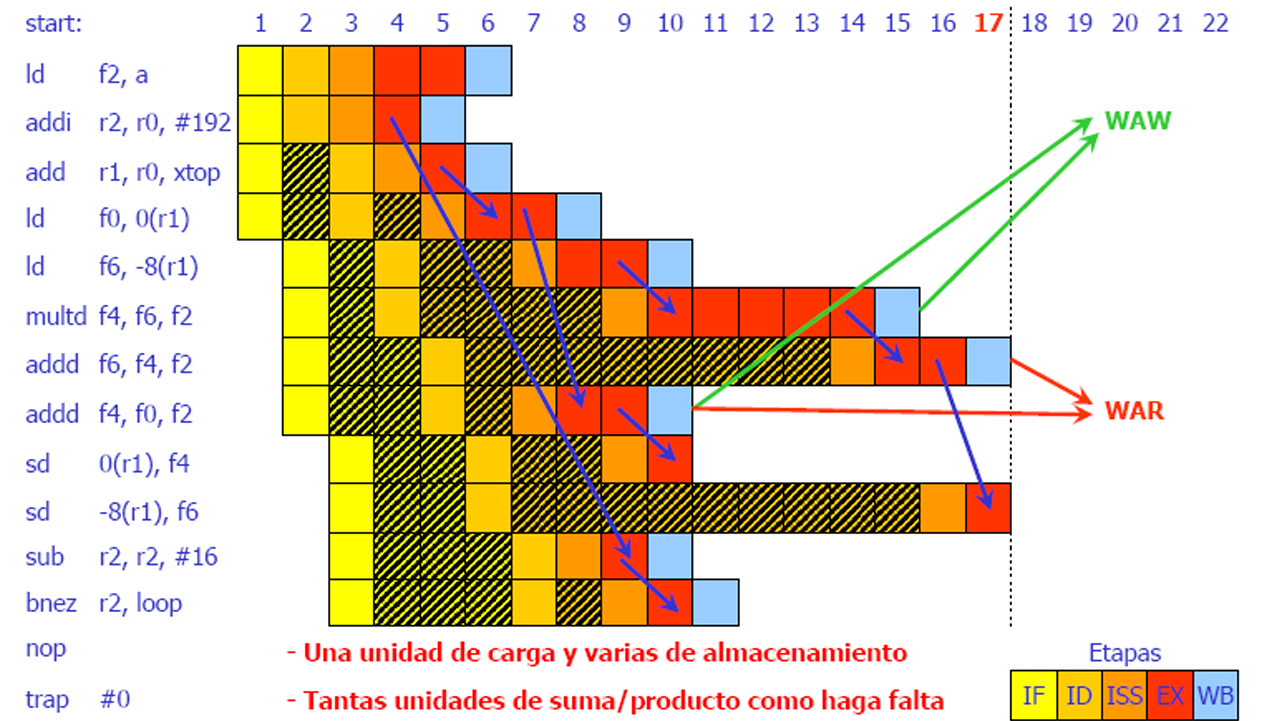 start: 1 2 3 4 5 6 7 8 9 10 11 12 13 14 15 16 17 18 19 20 21 22
ld f2, a
addi r2, r0, #192
WAW
add r1, r0, xtop
ld f0, 0(r1)
ld f6, -8(r1)
multd f4, f6, f2
addd f6, f4, f2
addd f4, f0, f2
WAR
sd 0(r1), f4
sd -8(r1), f6
sub r2, r2, #16
bnez r2, loop
nop
- Una unidad de carga y varias de almacenamiento
Etapas
trap #0
- Tantas unidades de suma/producto como haga falta
IF ID ISS EX WB